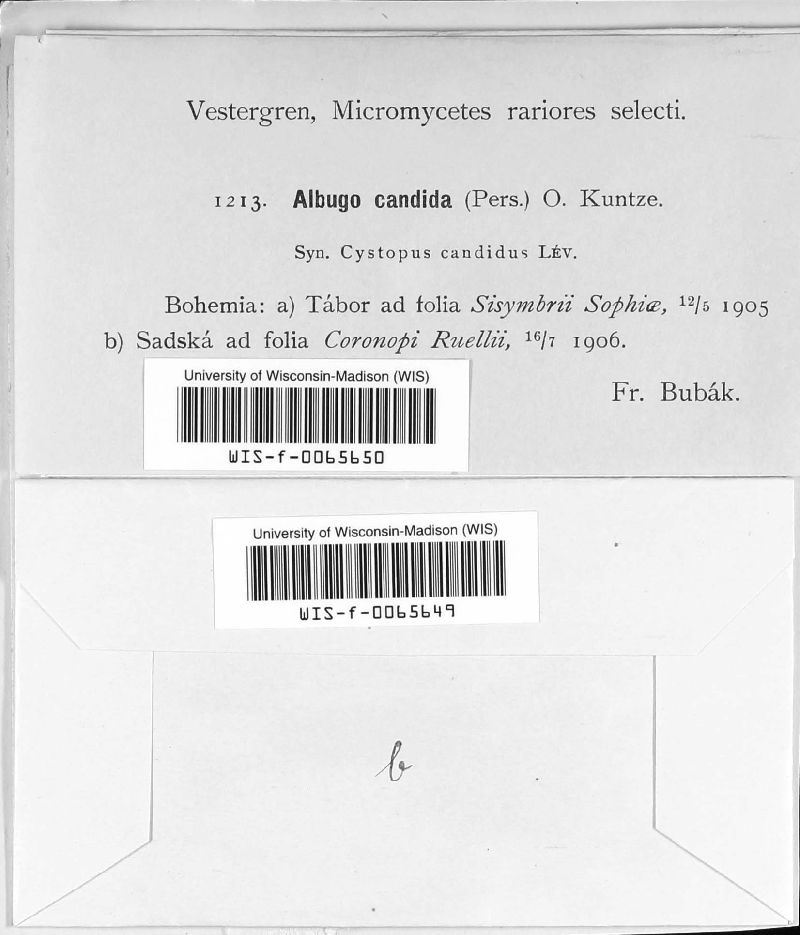 Vestergren, Micromycetes rariores selecti.
1213. Albugo candida (Pers.) O. Kuntze.
Syn. Cystopus candidus Lév.
Bohemia: a) Tábor ad folia Sisymbrii Sophiæ, 12/5 1905
b) Sadská ad folia Coronopi Ruellii, 16/7 1906.
Fr. Bubák.
University of Wisconsin-Madison (WIS)
WIS-f-0065650
University of Wisconsin-Madison (WIS)
WIS-f-0065649
b